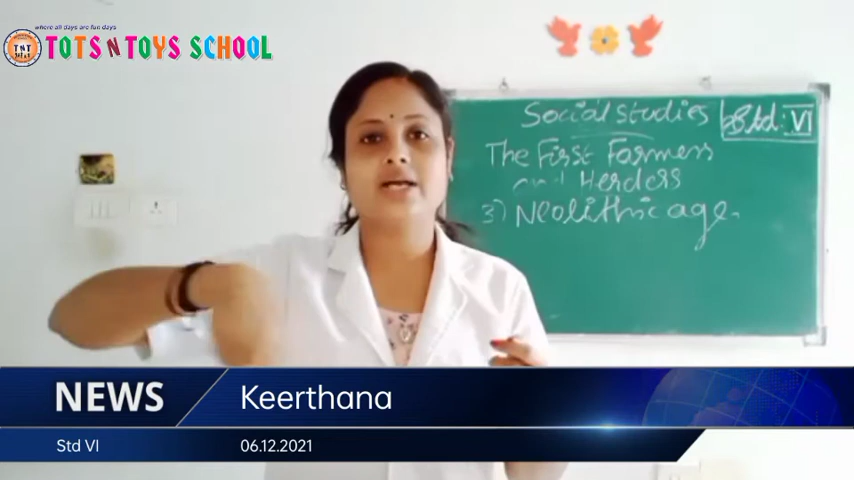 where all days are fun days
TNT
TOTS N TOYS SCHOOL
Social studies
Std: VI
The First Farmers
and Herders
3) Neolithic age.
NEWS
Keerthana
Std VI
06.12.2021